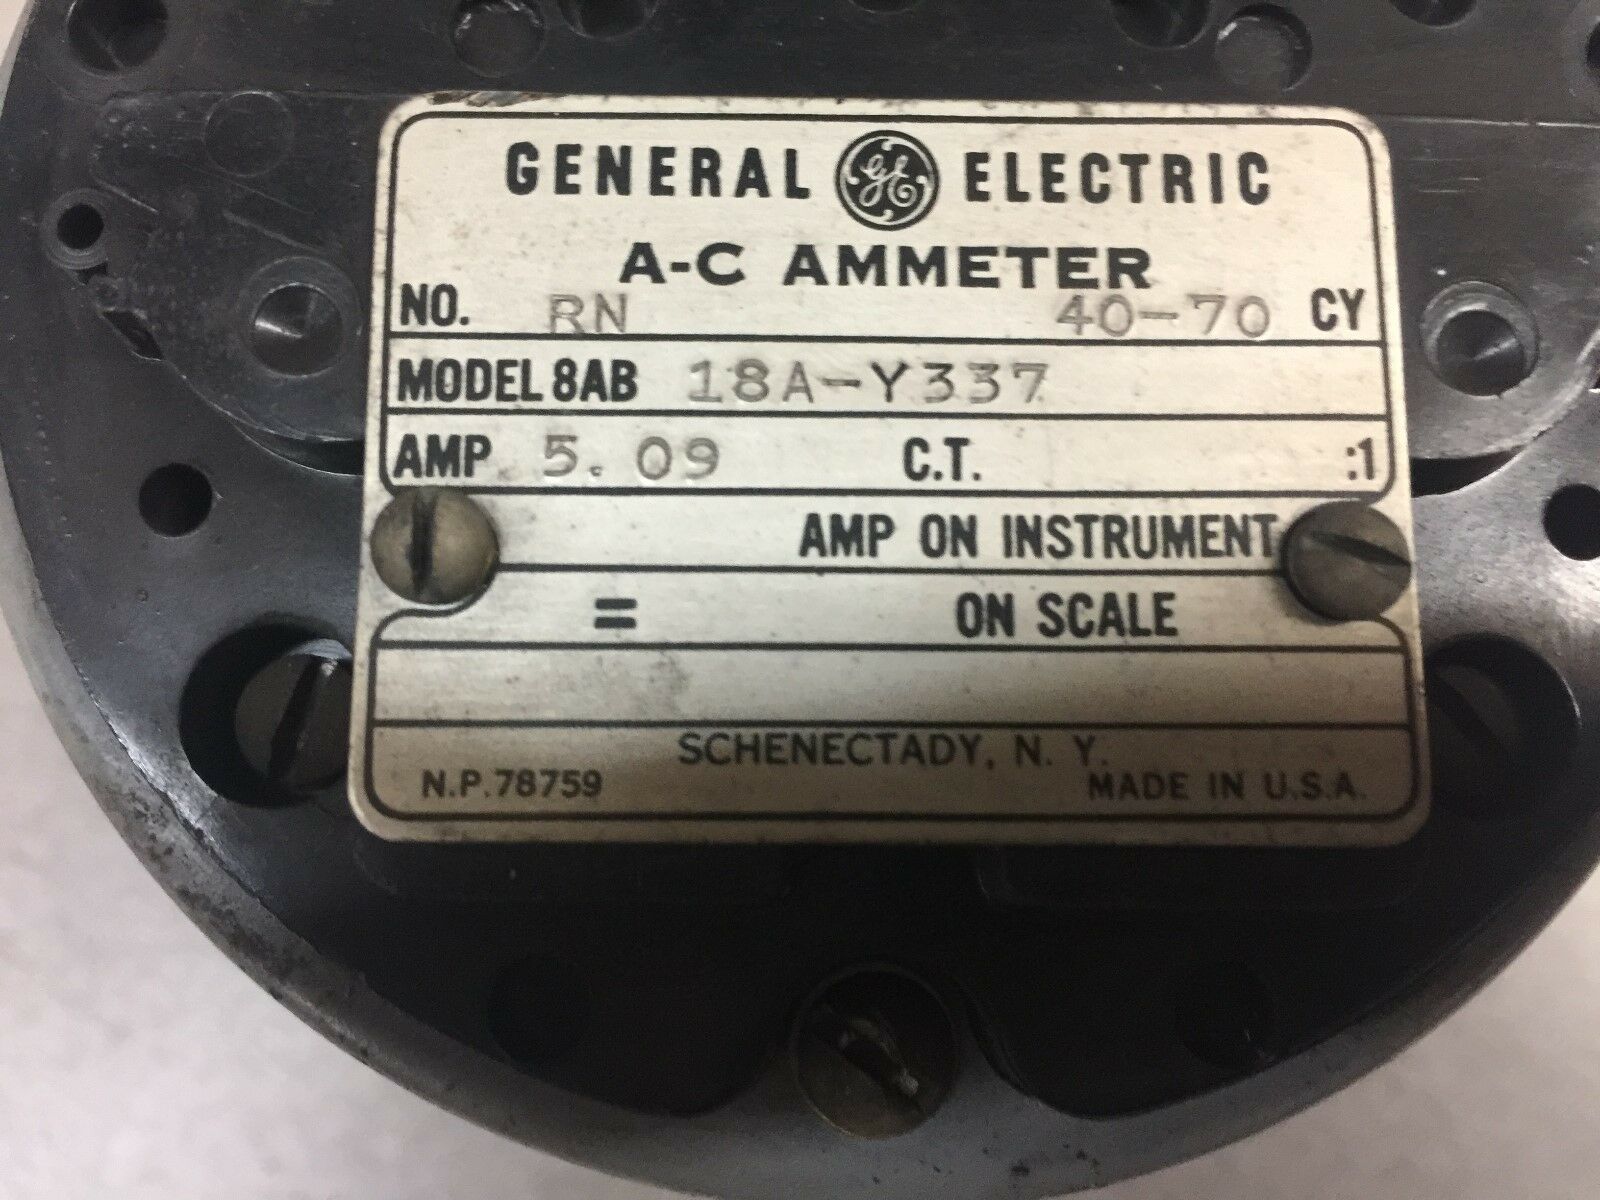 GENERAL GE ELECTRIC
A-C AMMETER
NO. RN 40-70 CY
MODEL 8AB 18A-Y337
AMP 5.09 C.T. :1
AMP ON INSTRUMENT
= ON SCALE
SCHENECTADY, N. Y.
N.P. 78759 MADE IN U.S.A.